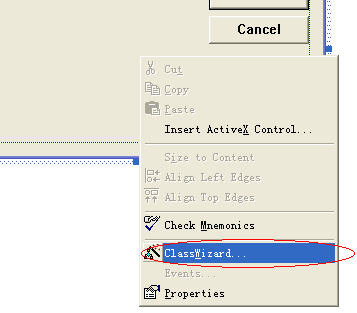 Cancel
Cut
Copy
Paste
Insert ActiveX Control...
Size to Content
Align Left Edges
Align Top Edges
Check Mnemonics
ClassWizard...
Events...
Properties